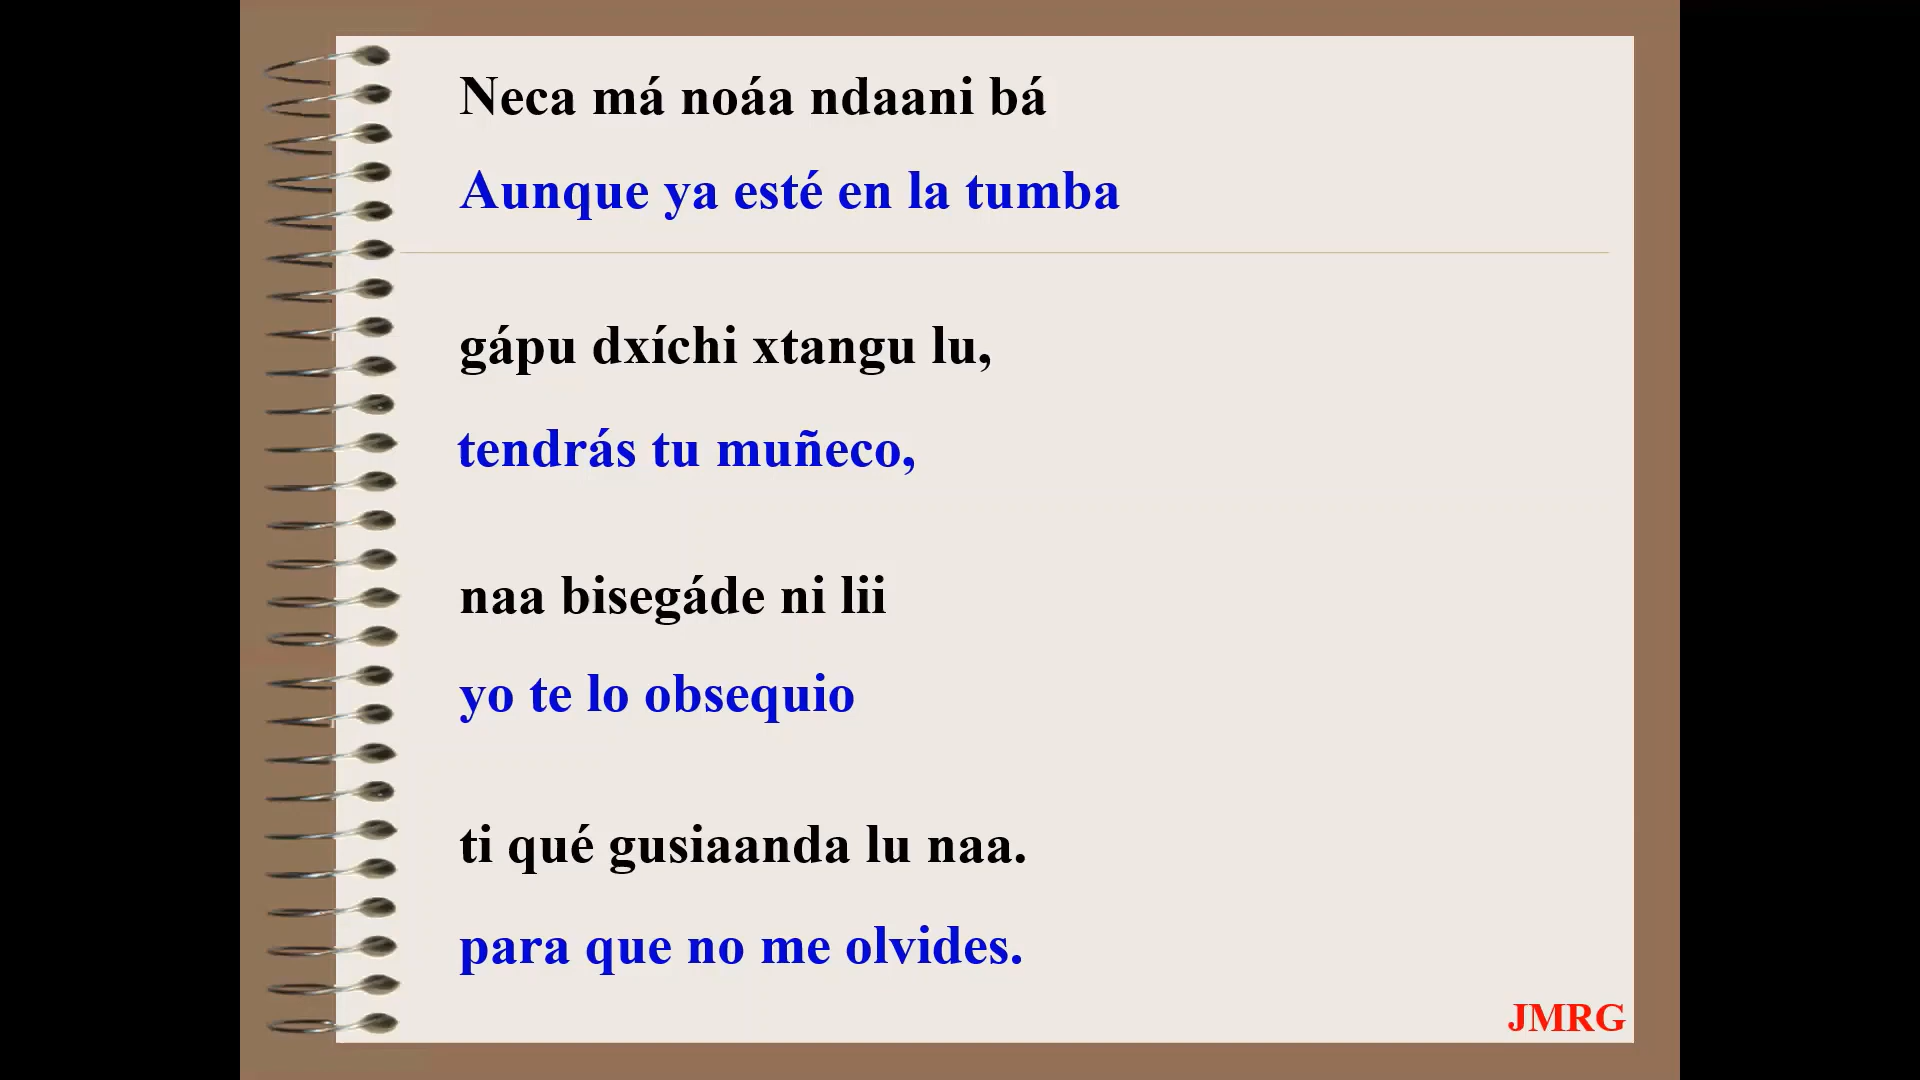 Neca má noáa ndaani bá
Aunque ya esté en la tumba
gápu dxíchi xtangu lu,
tendrás tu muñeco,
naa bisegáde ni lii
yo te lo obsequio
ti qué gusiaanda lu naa.
para que no me olvides.
JMRG